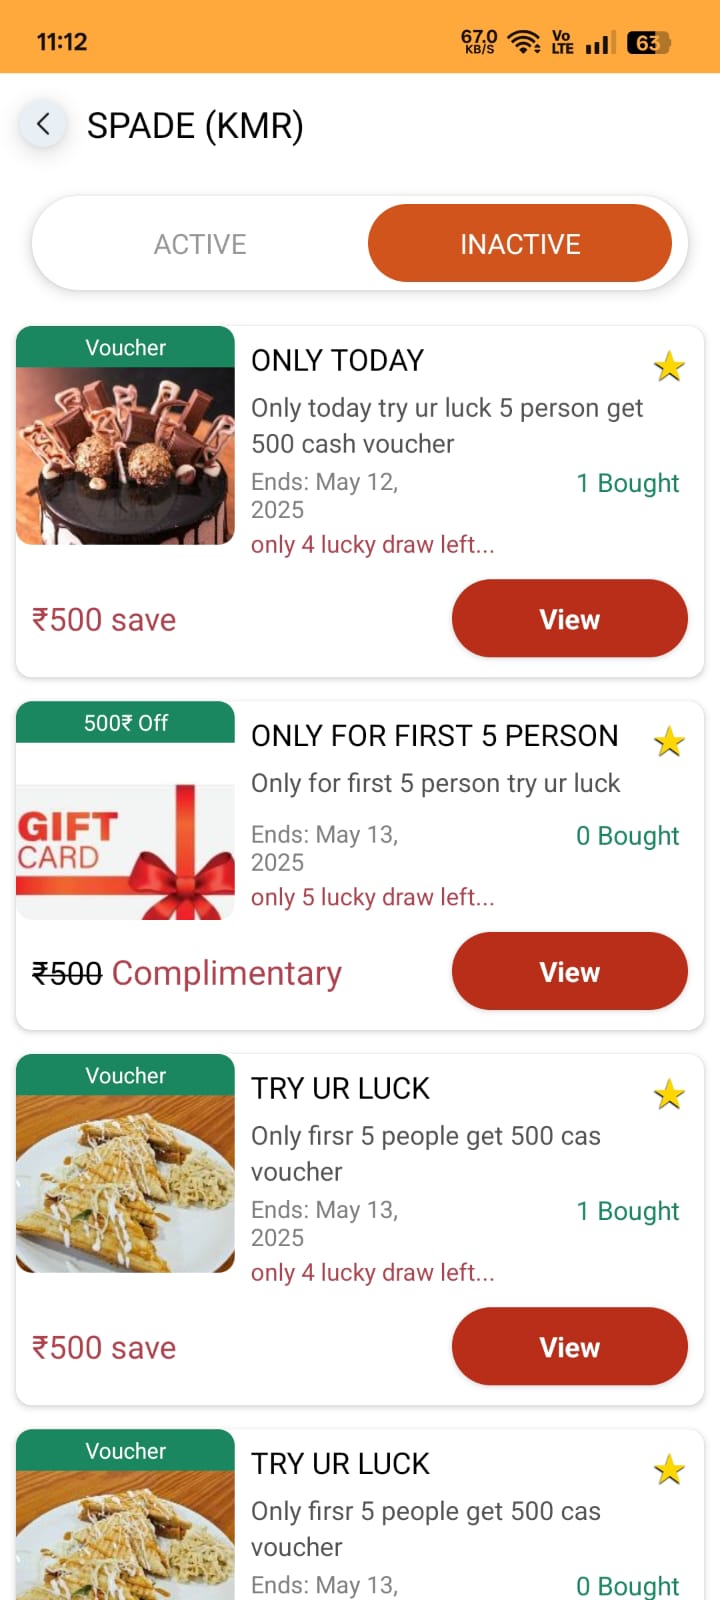 11:12
67.0
KB/S
Vo
LTE
63
SPADE (KMR)
ACTIVE
INACTIVE
Voucher
ONLY TODAY
Only today try ur luck 5 person get
500 cash voucher
Ends: May 12,
2025
1 Bought
only 4 lucky draw left...
₹500 save
View
500₹ Off
ONLY FOR FIRST 5 PERSON
GIFT
CARD
Only for first 5 person try ur luck
Ends: May 13,
2025
0 Bought
only 5 lucky draw left...
₹500 Complimentary
View
Voucher
TRY UR LUCK
Only firsr 5 people get 500 cas
voucher
Ends: May 13,
2025
1 Bought
only 4 lucky draw left...
₹500 save
View
Voucher
TRY UR LUCK
Only firsr 5 people get 500 cas
voucher
Ends: May 13,
0 Bought